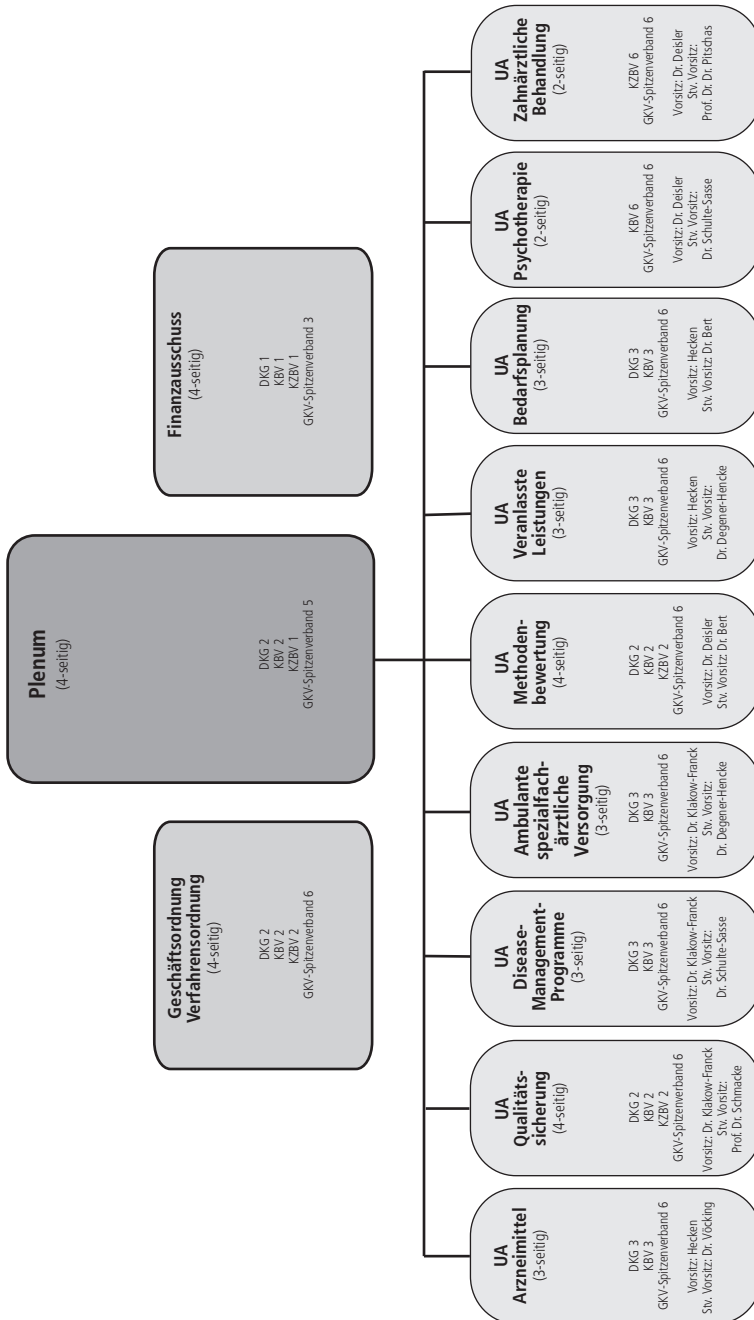 Plenum
(4-seitig)
DKG 2
KBV 2
KZBV 1
GKV-Spitzenverband 5
Geschäftsordnung
Verfahrensordnung
(4-seitig)
DKG 2
KBV 2
KZBV 2
GKV-Spitzenverband 6
Finanzausschuss
(4-seitig)
DKG 1
KBV 1
KZBV 1
GKV-Spitzenverband 3
UA
Arzneimittel
(3-seitig)
DKG 3
KBV 3
GKV-Spitzenverband 6
Vorsitz: Hecken
Stv. Vorsitz: Dr. Vöcking
UA
Qualitäts-
sicherung
(4-seitig)
DKG 2
KBV 2
KZBV 2
GKV-Spitzenverband 6
Vorsitz: Dr. Klakow-Franck
Stv. Vorsitz:
Prof. Dr. Schmacke
UA
Disease-
Management-
Programme
(3-seitig)
DKG 3
KBV 3
GKV-Spitzenverband 6
Vorsitz: Dr. Klakow-Franck
Stv. Vorsitz:
Dr. Schulte-Sasse
UA
Ambulante
spezialfach-
ärztliche
Versorgung
(3-seitig)
DKG 3
KBV 3
GKV-Spitzenverband 6
Vorsitz: Dr. Klakow-Franck
Stv. Vorsitz:
Dr. Degener-Hencke
UA
Methoden-
bewertung
(4-seitig)
DKG 2
KBV 2
KZBV 2
GKV-Spitzenverband 6
Vorsitz: Dr. Deisler
Stv. Vorsitz: Dr. Bert
UA
Veranlasste
Leistungen
(3-seitig)
DKG 3
KBV 3
GKV-Spitzenverband 6
Vorsitz: Hecken
Stv. Vorsitz:
Dr. Degener-Hencke
UA
Bedarfsplanung
(3-seitig)
DKG 3
KBV 3
GKV-Spitzenverband 6
Vorsitz: Hecken
Stv. Vorsitz: Dr. Bert
UA
Psychotherapie
(2-seitig)
KBV 6
GKV-Spitzenverband 6
Vorsitz: Dr. Deisler
Stv. Vorsitz:
Dr. Schulte-Sasse
UA
Zahnärztliche
Behandlung
(2-seitig)
KZBV 6
GKV-Spitzenverband 6
Vorsitz: Dr. Deisler
Stv. Vorsitz:
Prof. Dr. Dr. Pitschas